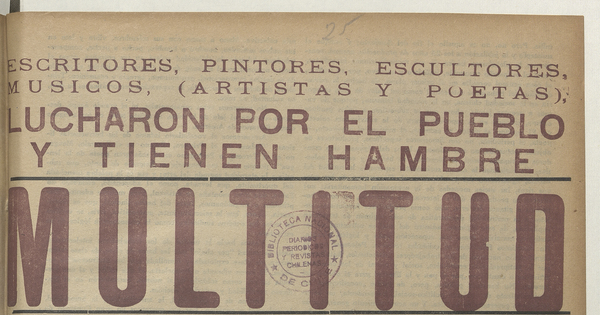 25
ESCRITORES, PINTORES, ESCULTORES,
MUSICOS, (ARTISTAS Y POETAS),
LUCHARON POR EL PUEBLO
Y TIENEN HAMBRE
MULTITUD
BIBLIOTECA NACIONAL
DIARIOS
PERIODICOS
Y REVISTAS
CHILENAS
DE CHILE